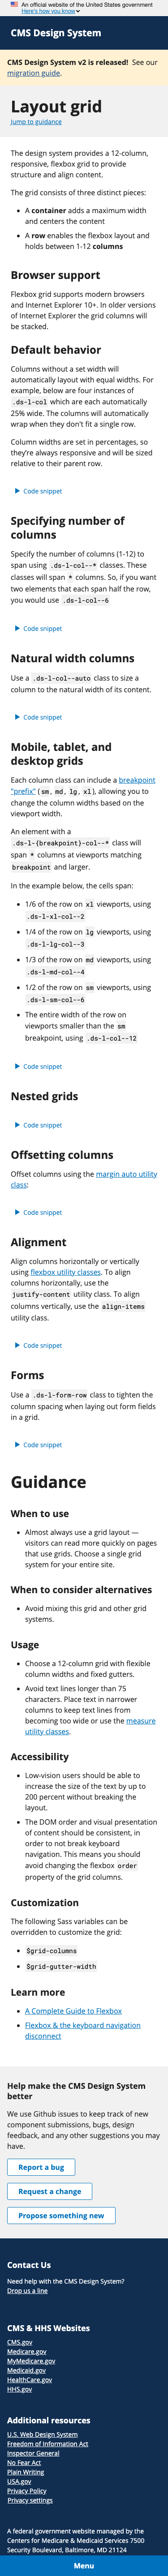 An official website of the United States government
Here's how you know
CMS Design System
CMS Design System v2 is released! See our
migration guide.
Layout grid
Jump to guidance
The design system provides a 12-column,
responsive, flexbox grid to provide
structure and align content.
The grid consists of three distinct pieces:
A container adds a maximum width
and centers the content
A row enables the flexbox layout and
holds between 1-12 columns
Browser support
Flexbox grid supports modern browsers
and Internet Explorer 10+. In older versions
of Internet Explorer the grid columns will
be stacked.
Default behavior
Columns without a set width will
automatically layout with equal widths. For
example, below are four instances of
.ds-l-col which are each automatically
25% wide. The columns will automatically
wrap when they don't fit a single row.
Column widths are set in percentages, so
they're always responsive and will be sized
relative to their parent row.
Code snippet
Specifying number of
columns
Specify the number of columns (1-12) to
span using .ds-l-col--* classes. These
classes will span * columns. So, if you want
two elements that each span half the row,
you would use .ds-l-col--6
Code snippet
Natural width columns
Use a .ds-l-col--auto class to size a
column to the natural width of its content.
Code snippet
Mobile, tablet, and
desktop grids
Each column class can include a breakpoint
"prefix" (sm, md, lg, xl), allowing you to
change the width of columns based on the
viewport width.
An element with a
.ds-l-{breakpoint}-col--* class will
span * columns at viewports matching
breakpoint and larger.
In the example below, the cells span:
1/6 of the row on xl viewports, using
.ds-l-xl-col--2
1/4 of the row on lg viewports, using
.ds-l-lg-col--3
1/3 of the row on md viewports, using
.ds-l-md-col--4
1/2 of the row on sm viewports, using
.ds-l-sm-col--6
The entire width of the row on
viewports smaller than the sm
breakpoint, using .ds-l-col--12
Code snippet
Nested grids
Code snippet
Offsetting columns
Offset columns using the margin auto utility
class:
Code snippet
Alignment
Align columns horizontally or vertically
using flexbox utility classes. To align
columns horizontally, use the
justify-content utility class. To align
columns vertically, use the align-items
utility class.
Code snippet
Forms
Use a .ds-l-form-row class to tighten the
column spacing when laying out form fields
on a grid.
Code snippet
Guidance
When to use
Almost always use a grid layout —
visitors can read more quickly on pages
that use grids. Choose a single grid
system for your entire site.
When to consider alternatives
Avoid mixing this grid and other grid
systems.
Usage
Choose a 12-column grid with flexible
column widths and fixed gutters.
Avoid text lines longer than 75
characters. Place text in narrower
columns to keep text lines from
becoming too wide or use the measure
utility classes.
Accessibility
Low-vision users should be able to
increase the size of the text by up to
200 percent without breaking the
layout.
The DOM order and visual presentation
of content should be consistent, in
order to not break keyboard
navigation. This means you should
avoid changing the flexbox order
property of the grid columns.
Customization
The following Sass variables can be
overridden to customize the grid:
$grid-columns
$grid-gutter-width
Learn more
A Complete Guide to Flexbox
Flexbox & the keyboard navigation
disconnect
Help make the CMS Design System
better
We use Github issues to keep track of new
component submissions, bugs, design
feedback, and any other suggestions you may
have.
Report a bug
Request a change
Propose something new
Contact Us
Need help with the CMS Design System?
Drop us a line
CMS & HHS Websites
CMS.gov
Medicare.gov
MyMedicare.gov
Medicaid.gov
HealthCare.gov
HHS.gov
Additional resources
U.S. Web Design System
Freedom of Information Act
Inspector General
No Fear Act
Plain Writing
USA.gov
Privacy Policy
Privacy settings
A federal government website managed by the
Centers for Medicare & Medicaid Services 7500
Security Boulevard, Baltimore, MD 21124
Menu